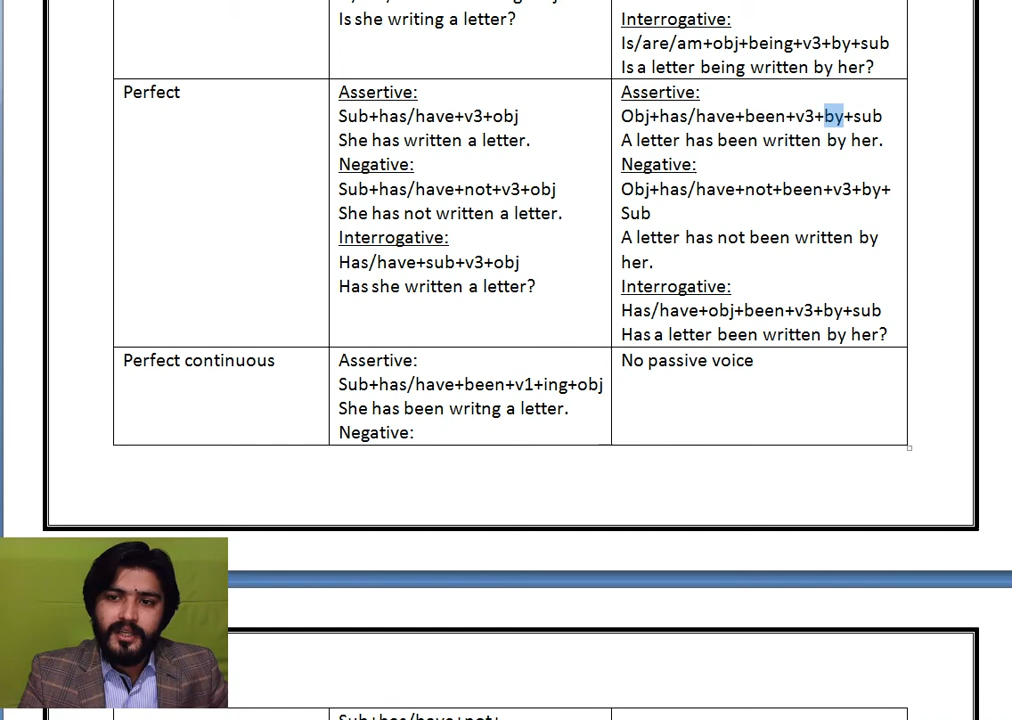 Is she writing a letter?
Interrogative:
Is/are/am+obj+being+v3+by+sub
Is a letter being written by her?
Perfect
Assertive:
Sub+has/have+v3+obj
She has written a letter.
Negative:
Sub+has/have+not+v3+obj
She has not written a letter.
Interrogative:
Has/have+sub+v3+obj
Has she written a letter?
Assertive:
Obj+has/have+been+v3+by+sub
A letter has been written by her.
Negative:
Obj+has/have+not+been+v3+by+
Sub
A letter has not been written by
her.
Interrogative:
Has/have+obj+been+v3+by+sub
Has a letter been written by her?
Perfect continuous
Assertive:
Sub+has/have+been+v1+ing+obj
She has been writng a letter.
Negative:
No passive voice
Sub+has/have+not+